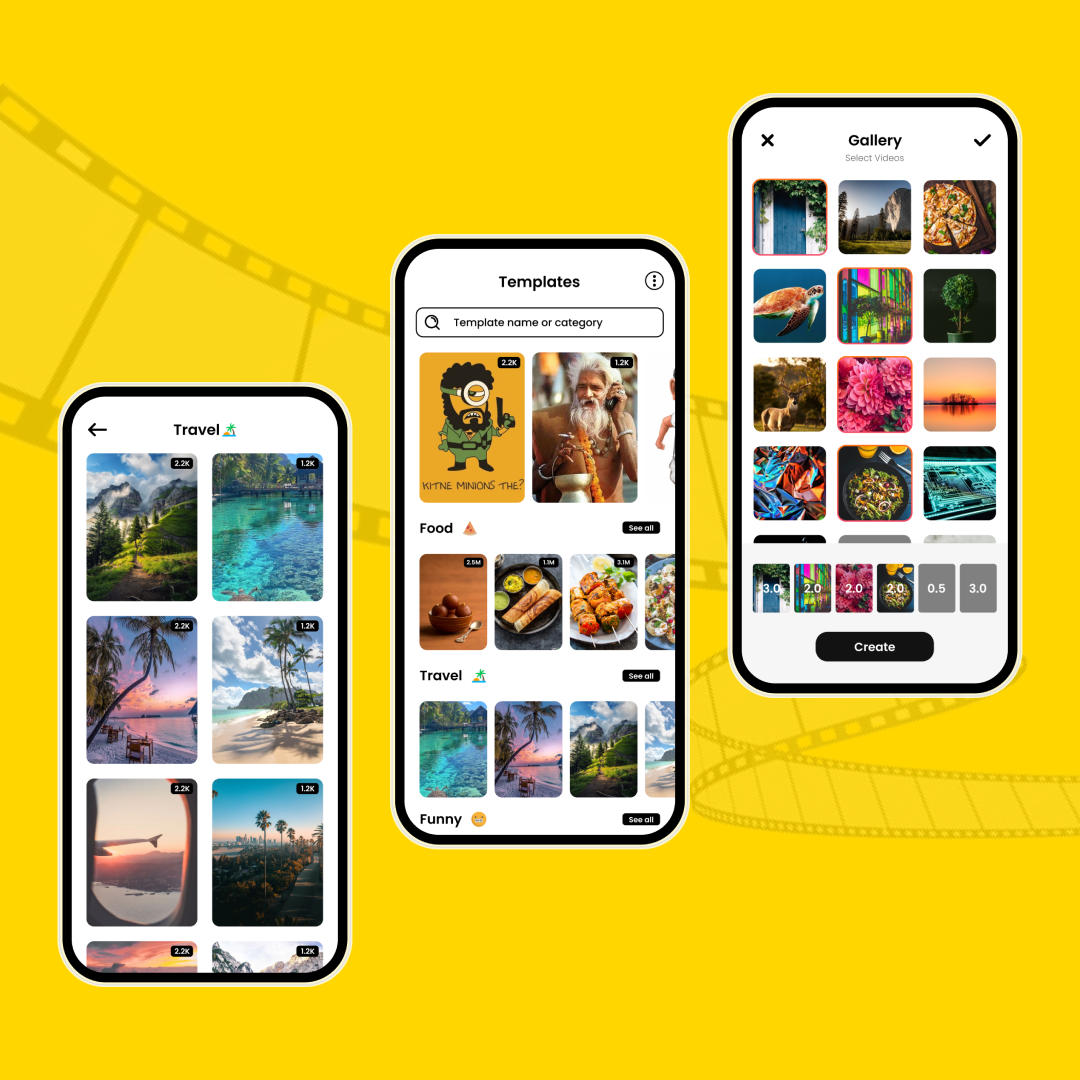 Travel
2.2K
1.2K
2.2K
1.2K
2.2K
1.2K
2.2K
1.2K
Templates
Template name or category
2.2K
1.2K
KITNE MINIONS THE?
Food
See all
2.5M
1.1M
3.1M
Travel
See all
Funny
See all
Gallery
Select Videos
3.0
2.0
2.0
2.0
0.5
3.0
Create